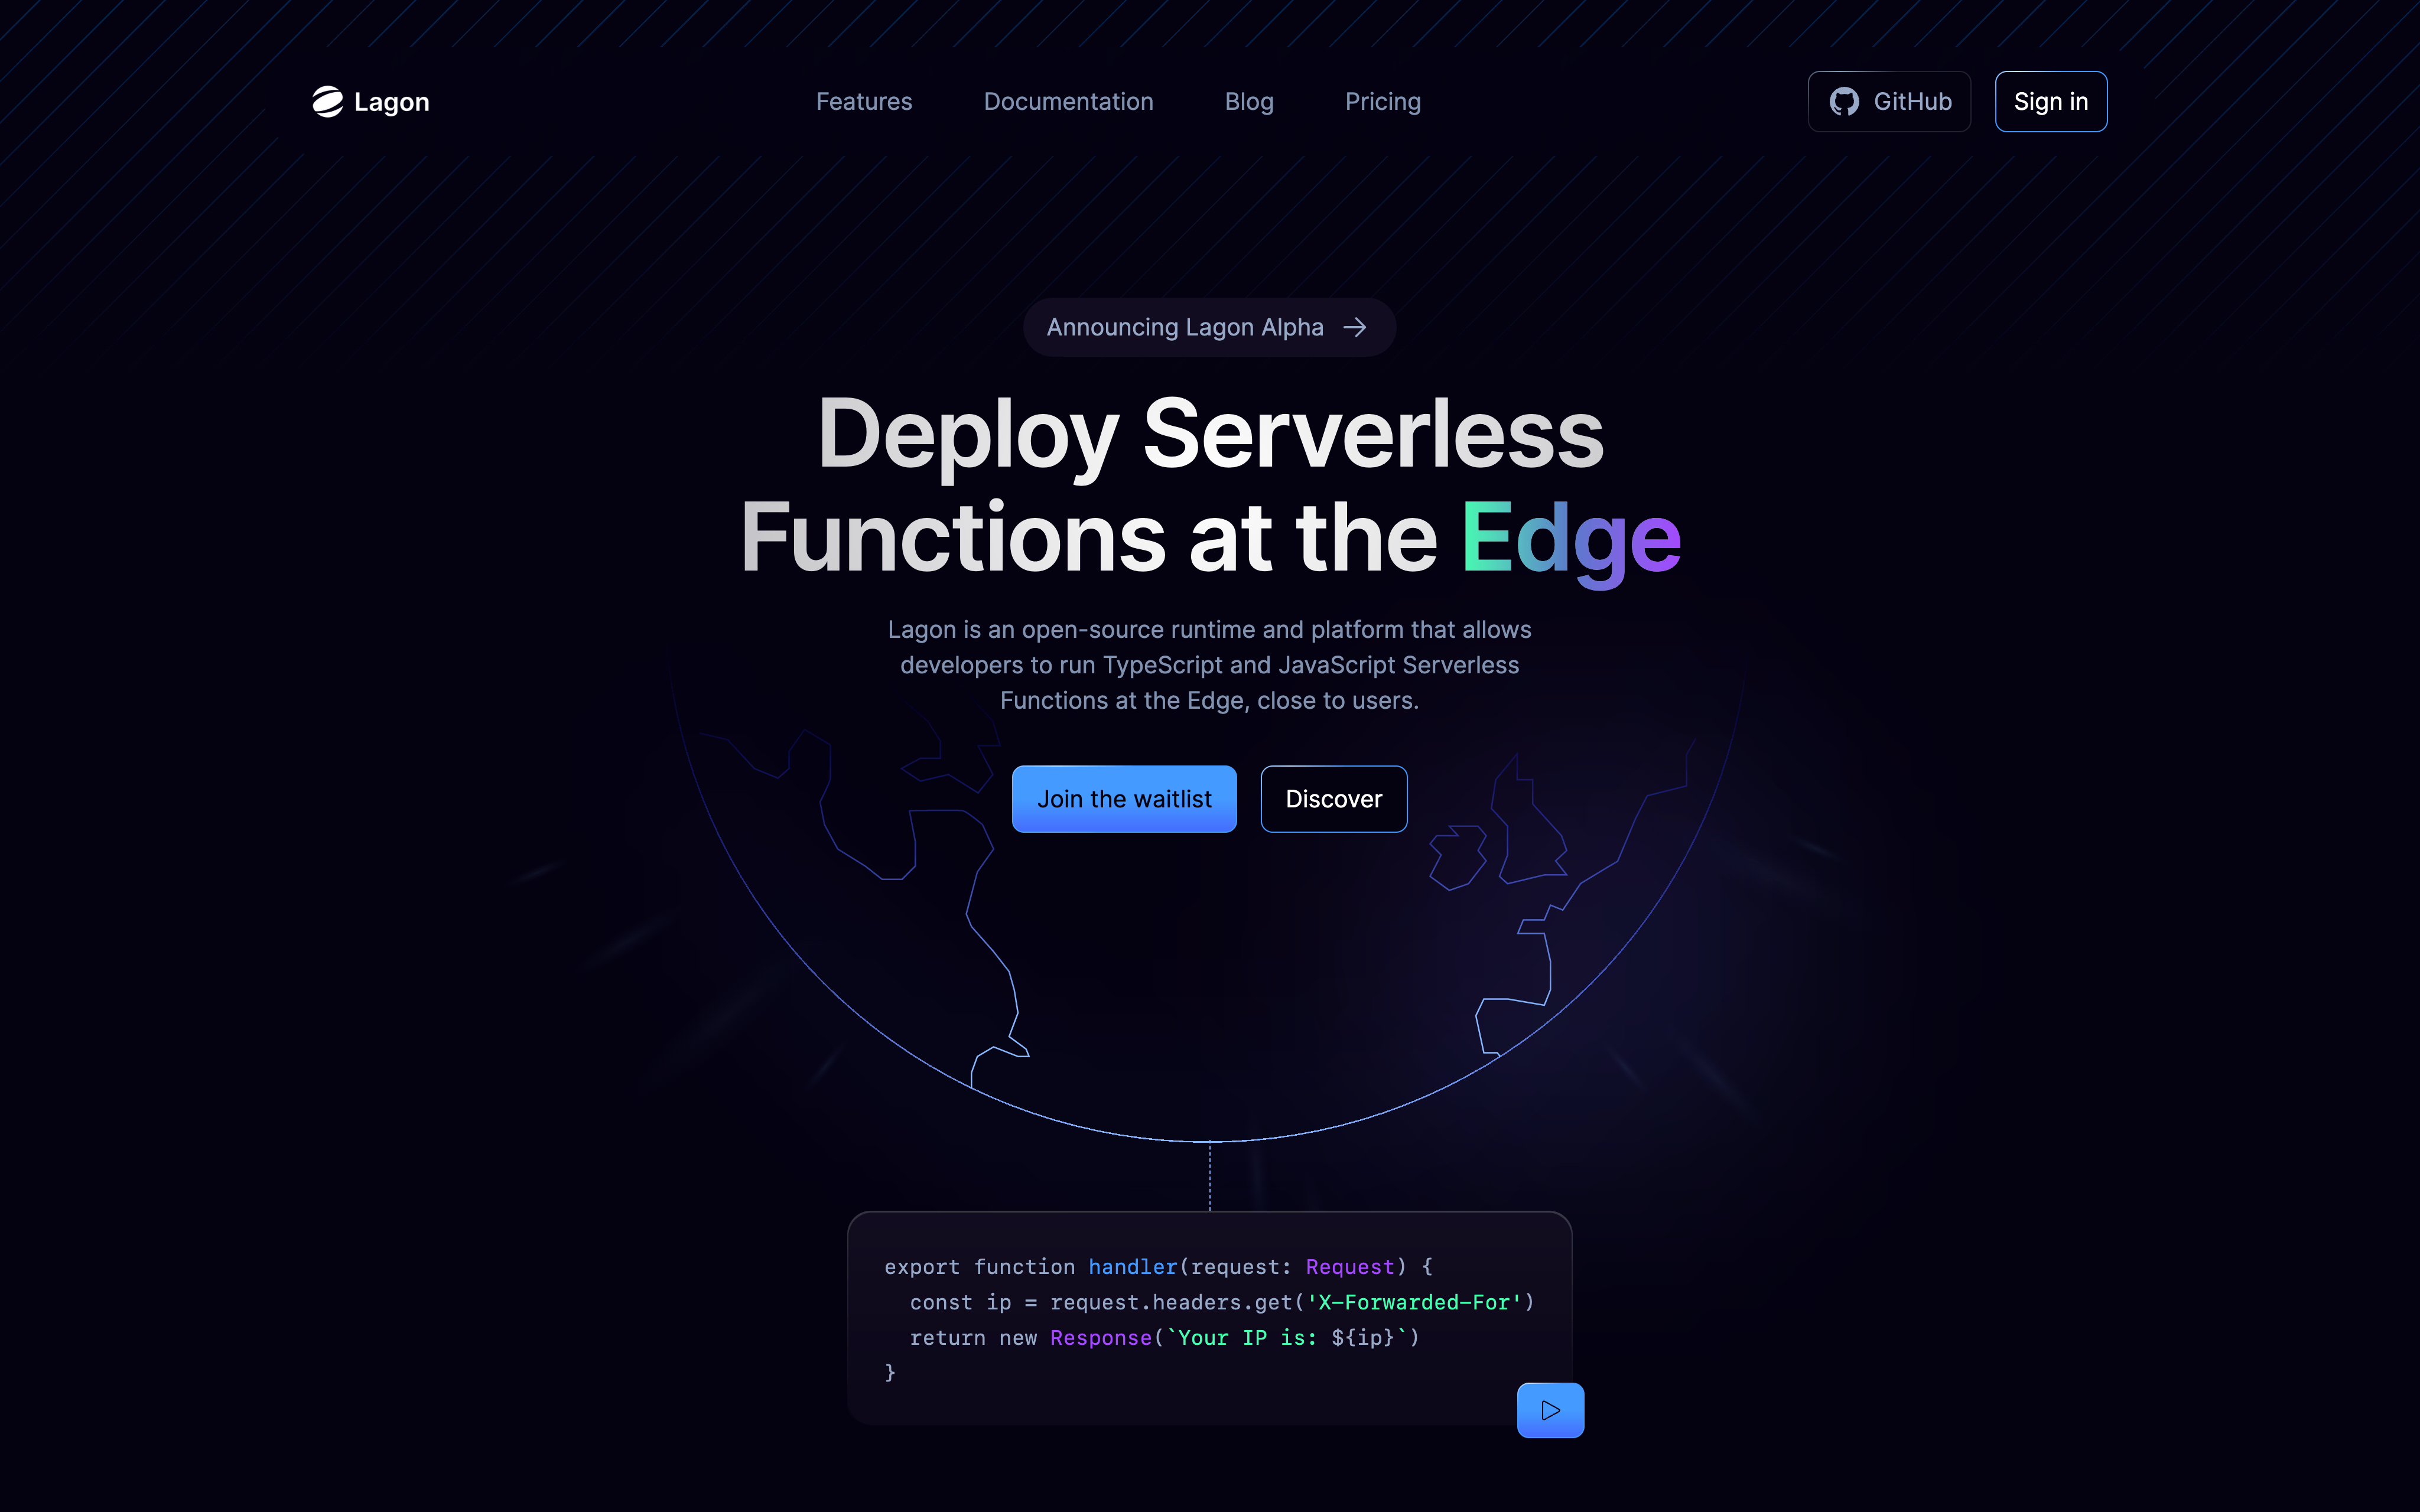 Lagon
Features
Documentation
Blog
Pricing
GitHub
Sign in
Announcing Lagon Alpha →
Deploy Serverless
Functions at the Edge
Lagon is an open-source runtime and platform that allows
developers to run TypeScript and JavaScript Serverless
Functions at the Edge, close to users.
Join the waitlist
Discover
export function handler(request: Request) {
  const ip = request.headers.get('X-Forwarded-For')
  return new Response(`Your IP is: ${ip}`)
}